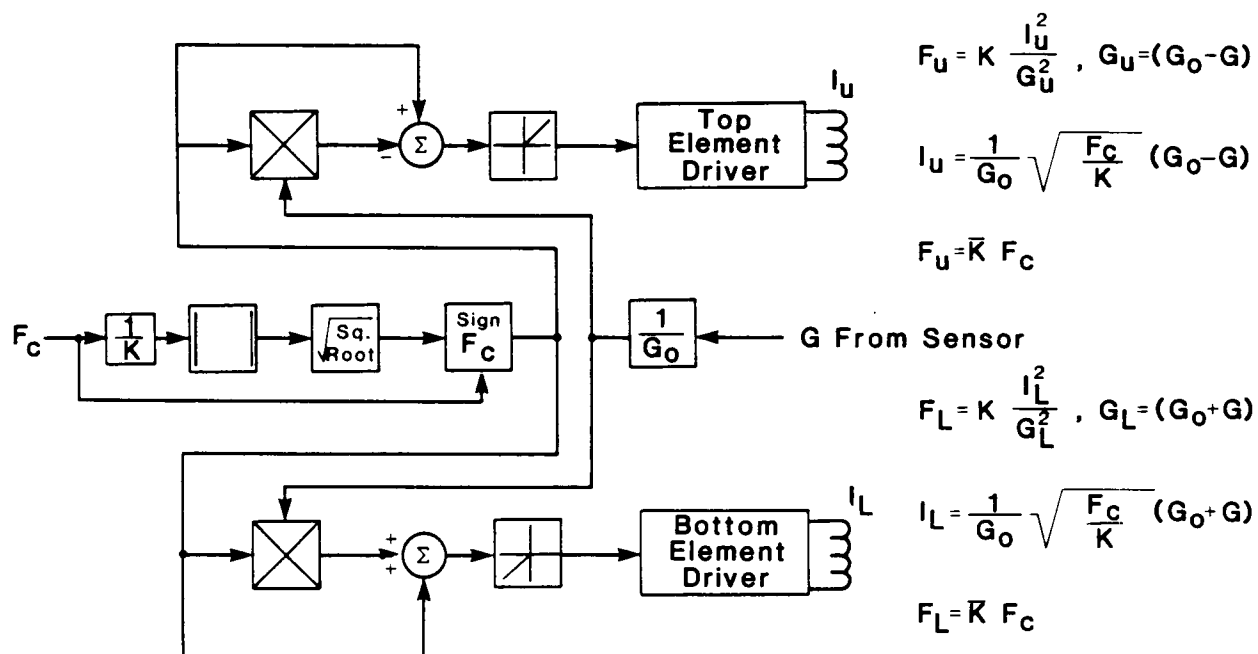 I_u
F_u = K I_u^2 / G_u^2 , G_u = (G_o - G)
+
-
Σ
Top
Element
Driver
I_u = 1/G_o √(F_c/K) (G_o - G)
F_u = K̅ F_c
F_c
1/K
| |
√Sq.
Root
Sign
F_c
1/G_o
G From Sensor
F_L = K I_L^2 / G_L^2 , G_L = (G_o + G)
I_L
+
+
Σ
Bottom
Element
Driver
I_L = 1/G_o √(F_c/K) (G_o + G)
F_L = K̅ F_c